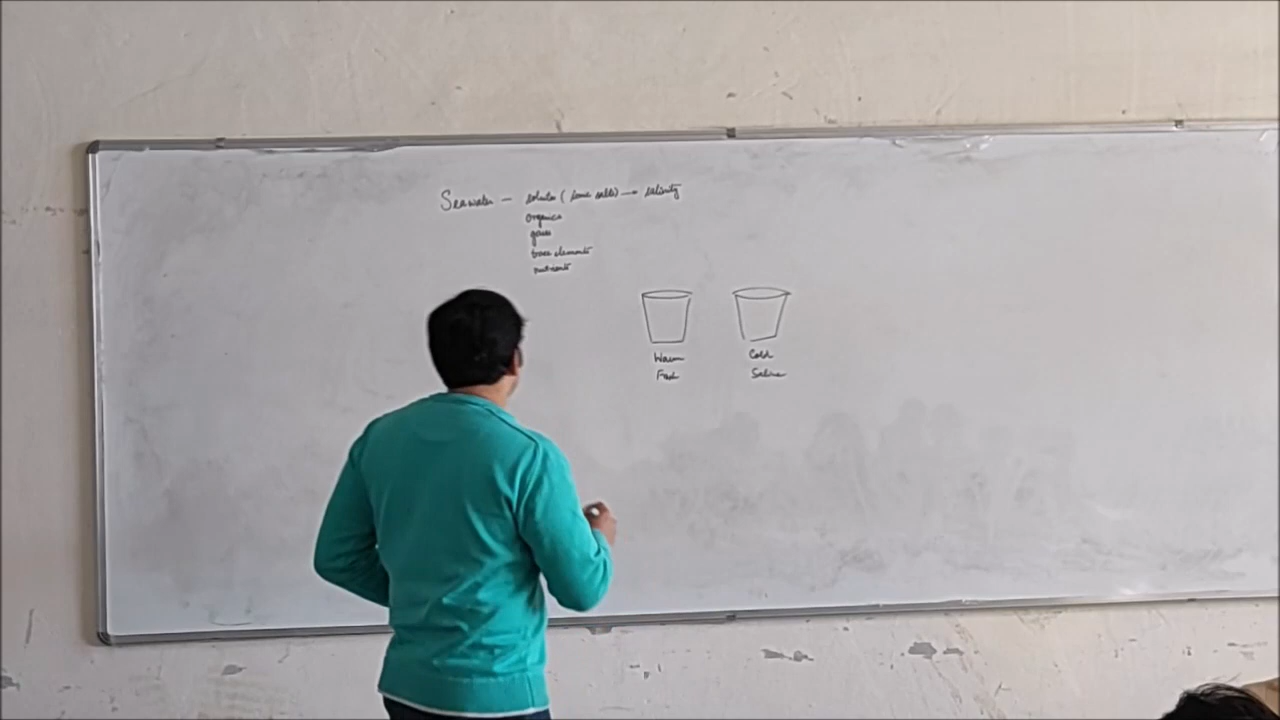 Seawater - solutes (some salts) → salinity
organics
gases
trace elements
nutrients
Warm Cold
Fresh Saline